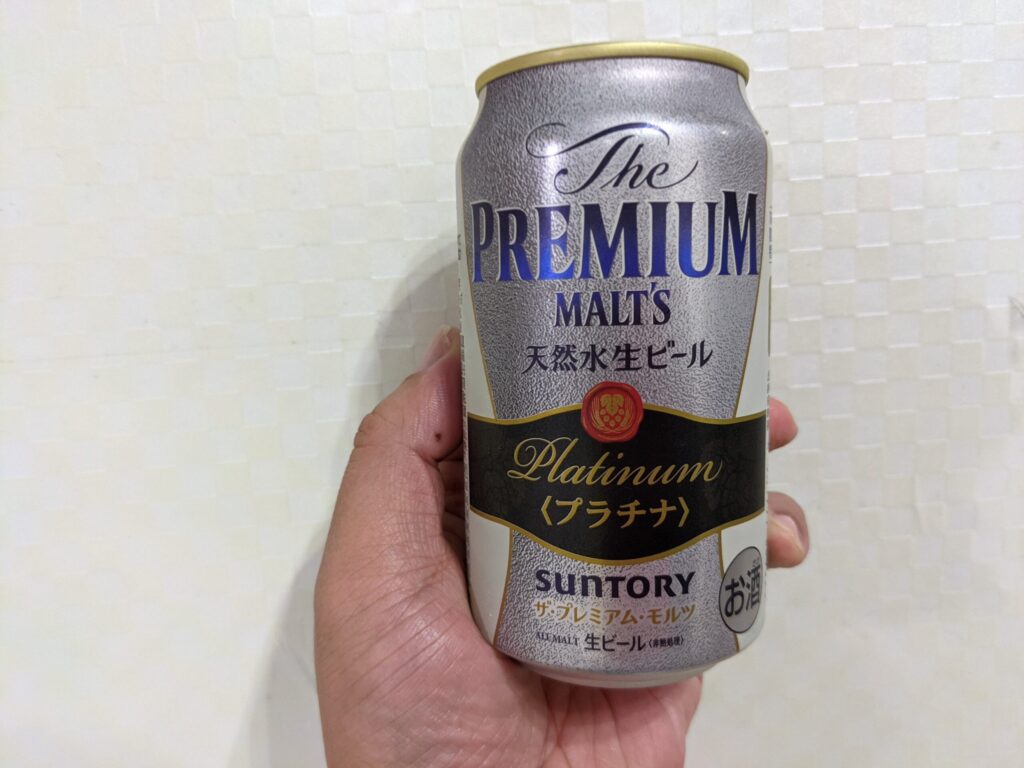 The
PREMIUM
MALT'S
天然水生ビール
Platinum
〈プラチナ〉
SUNTORY
お酒
ザ・プレミアム・モルツ
ALL MALT 生ビール〈非熱処理〉